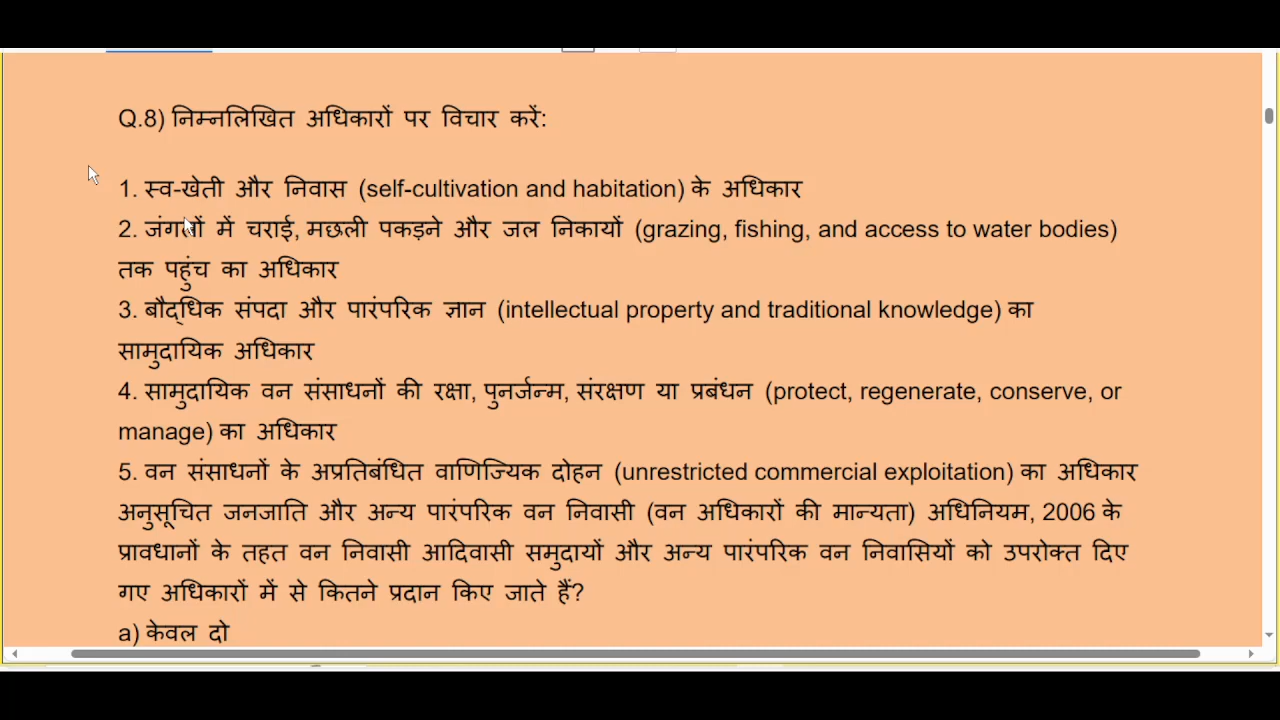 Q.8) निम्नलिखित अधिकारों पर विचार करें:
1. स्व-खेती और निवास (self-cultivation and habitation) के अधिकार
2. जंगलों में चराई, मछली पकड़ने और जल निकायों (grazing, fishing, and access to water bodies)
तक पहुंच का अधिकार
3. बौद्धिक संपदा और पारंपरिक ज्ञान (intellectual property and traditional knowledge) का
सामुदायिक अधिकार
4. सामुदायिक वन संसाधनों की रक्षा, पुनर्जन्म, संरक्षण या प्रबंधन (protect, regenerate, conserve, or
manage) का अधिकार
5. वन संसाधनों के अप्रतिबंधित वाणिज्यिक दोहन (unrestricted commercial exploitation) का अधिकार
अनुसूचित जनजाति और अन्य पारंपरिक वन निवासी (वन अधिकारों की मान्यता) अधिनियम, 2006 के
प्रावधानों के तहत वन निवासी आदिवासी समुदायों और अन्य पारंपरिक वन निवासियों को उपरोक्त दिए
गए अधिकारों में से कितने प्रदान किए जाते हैं?
a) केवल दो